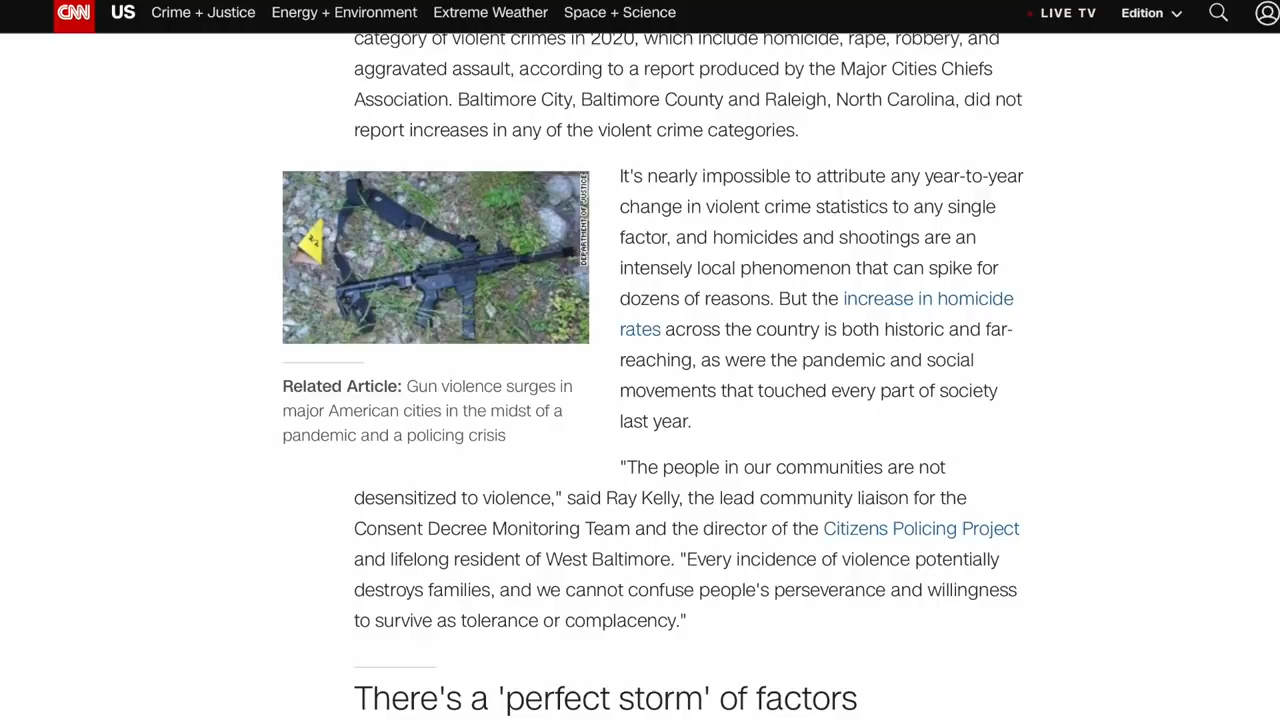 CNN US Crime + Justice Energy + Environment Extreme Weather Space + Science LIVE TV Edition
category of violent crimes in 2020, which include homicide, rape, robbery, and
aggravated assault, according to a report produced by the Major Cities Chiefs
Association. Baltimore City, Baltimore County and Raleigh, North Carolina, did not
report increases in any of the violent crime categories.
DEPARTMENT OF JUSTICE
Related Article: Gun violence surges in
major American cities in the midst of a
pandemic and a policing crisis
It's nearly impossible to attribute any year-to-year
change in violent crime statistics to any single
factor, and homicides and shootings are an
intensely local phenomenon that can spike for
dozens of reasons. But the increase in homicide
rates across the country is both historic and far-
reaching, as were the pandemic and social
movements that touched every part of society
last year.
"The people in our communities are not
desensitized to violence," said Ray Kelly, the lead community liaison for the
Consent Decree Monitoring Team and the director of the Citizens Policing Project
and lifelong resident of West Baltimore. "Every incidence of violence potentially
destroys families, and we cannot confuse people's perseverance and willingness
to survive as tolerance or complacency."
There's a 'perfect storm' of factors